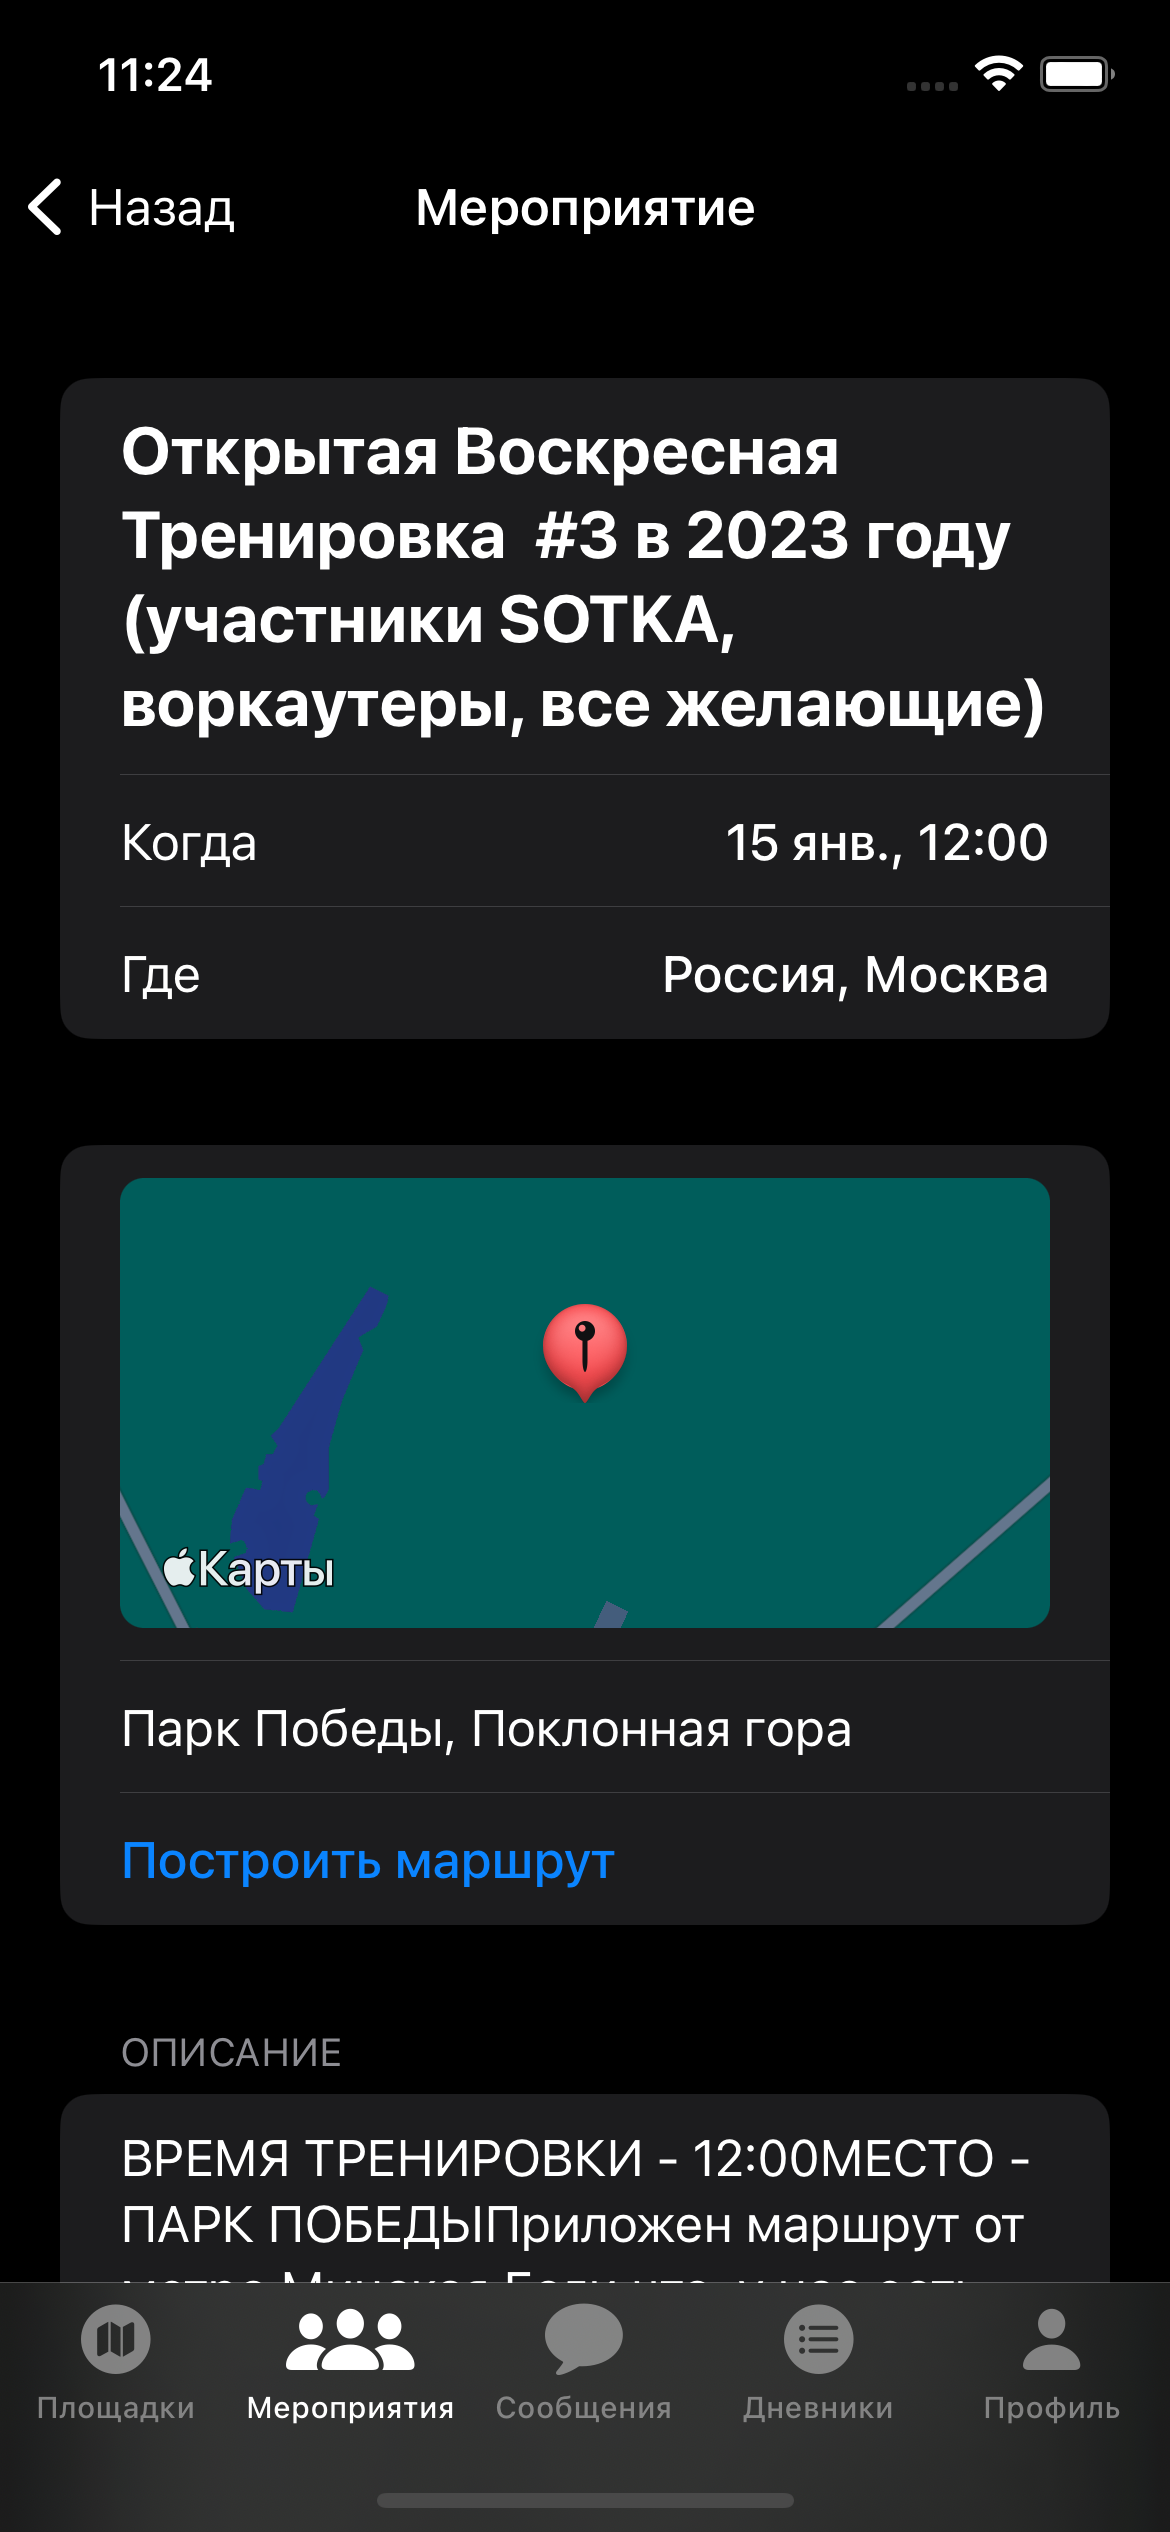 11:24
Назад
Мероприятие
Открытая Воскресная
Тренировка  #3 в 2023 году
(участники SOTKA,
воркаутеры, все желающие)
Когда
15 янв., 12:00
Где
Россия, Москва
Карты
Парк Победы, Поклонная гора
Построить маршрут
ОПИСАНИЕ
ВРЕМЯ ТРЕНИРОВКИ - 12:00МЕСТО -
ПАРК ПОБЕДЫПриложен маршрут от
Площадки
Мероприятия
Сообщения
Дневники
Профиль